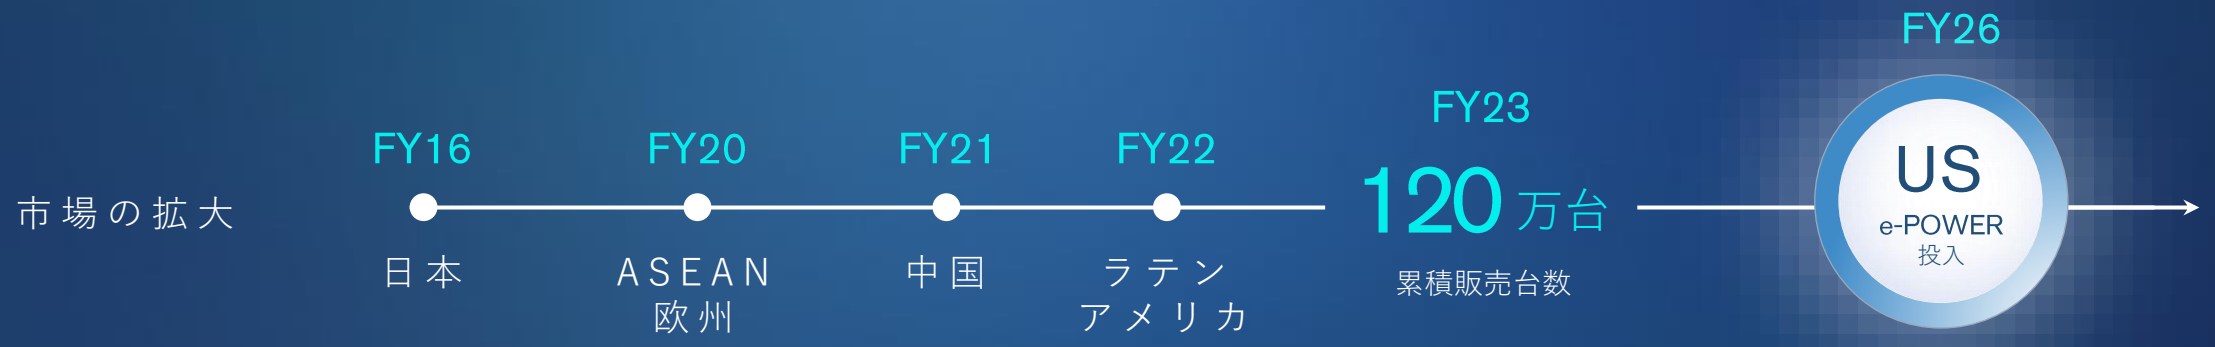 市場の拡大
FY16
日本
FY20
ASEAN
欧州
FY21
中国
FY22
ラテン
アメリカ
FY23
120万台
累積販売台数
FY26
US
e-POWER
投入